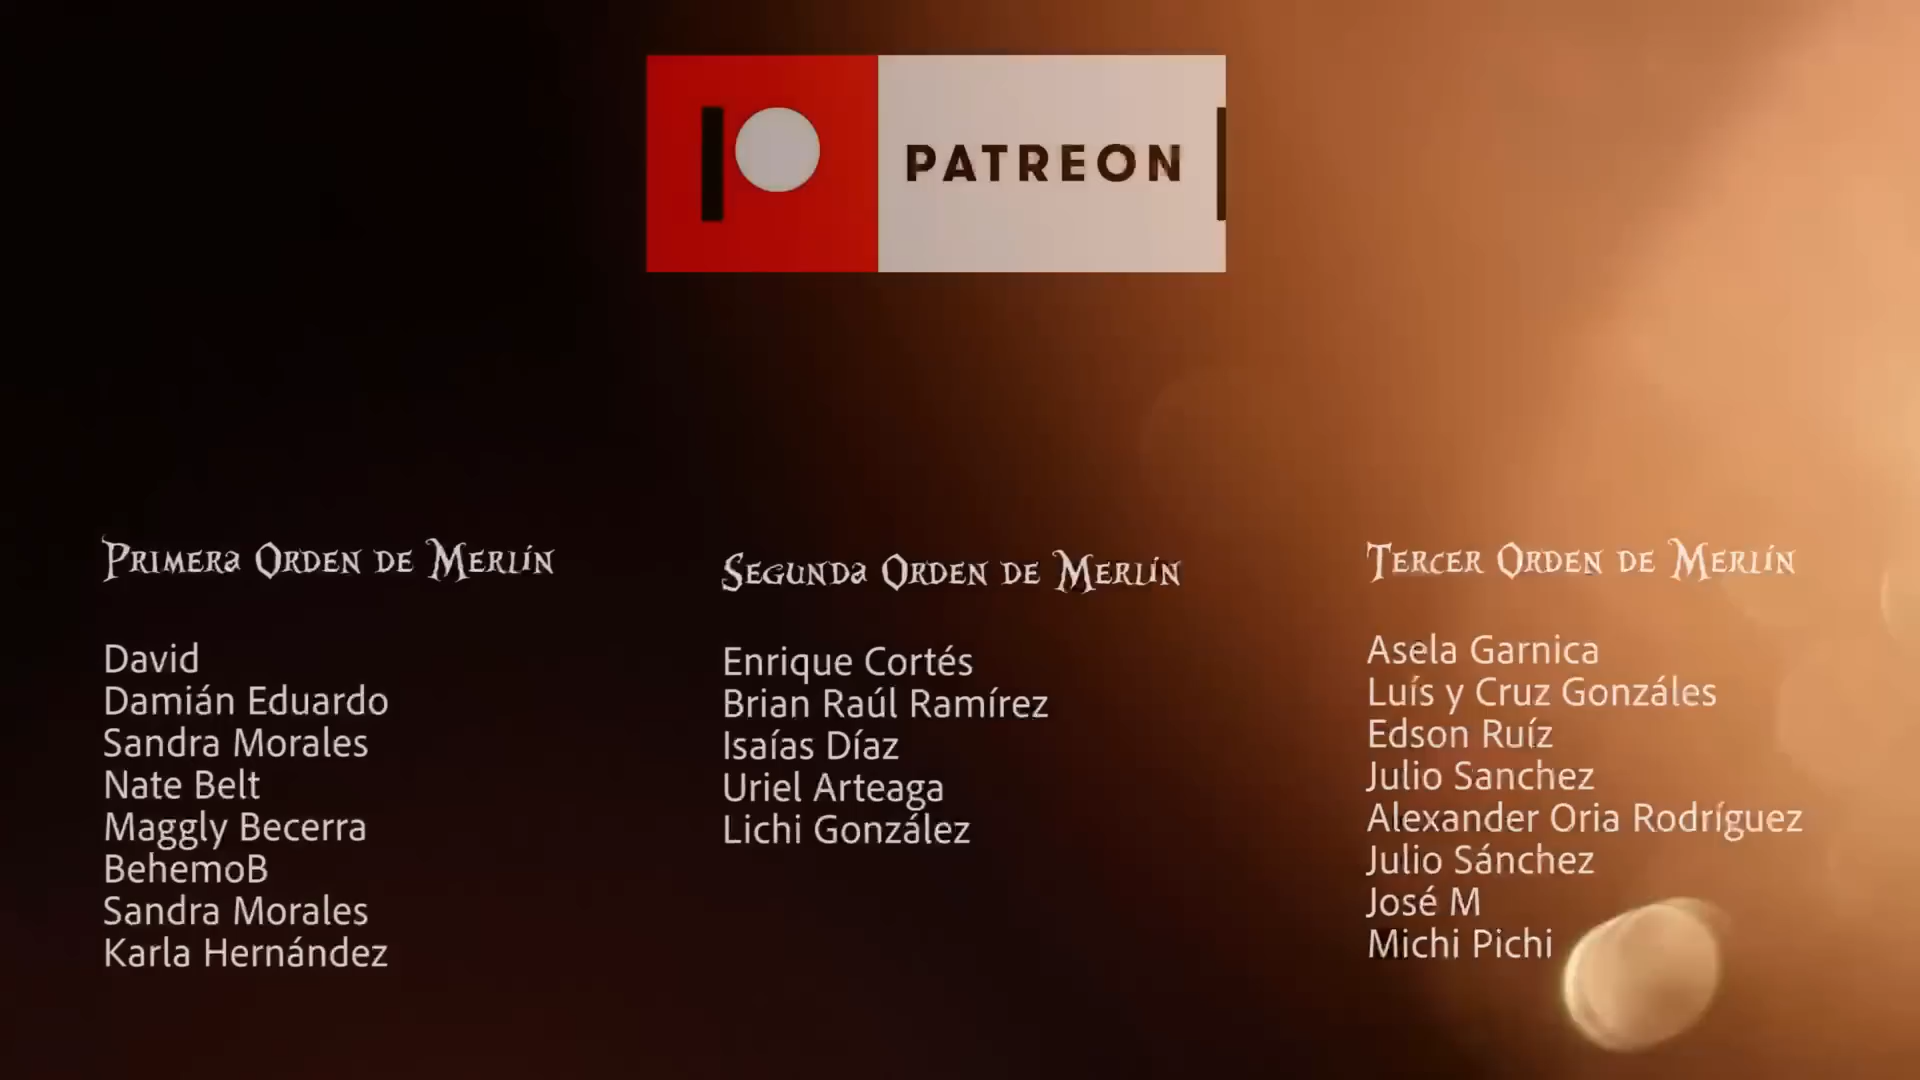 PATREON
Primera Orden de Merlín
David
Damián Eduardo
Sandra Morales
Nate Belt
Maggly Becerra
BehemoB
Sandra Morales
Karla Hernández
Segunda Orden de Merlín
Enrique Cortés
Brian Raúl Ramírez
Isaías Díaz
Uriel Arteaga
Lichi González
Tercer Orden de Merlín
Asela Garnica
Luís y Cruz Gonzáles
Edson Ruíz
Julio Sanchez
Alexander Oria Rodríguez
Julio Sánchez
José M
Michi Pichi